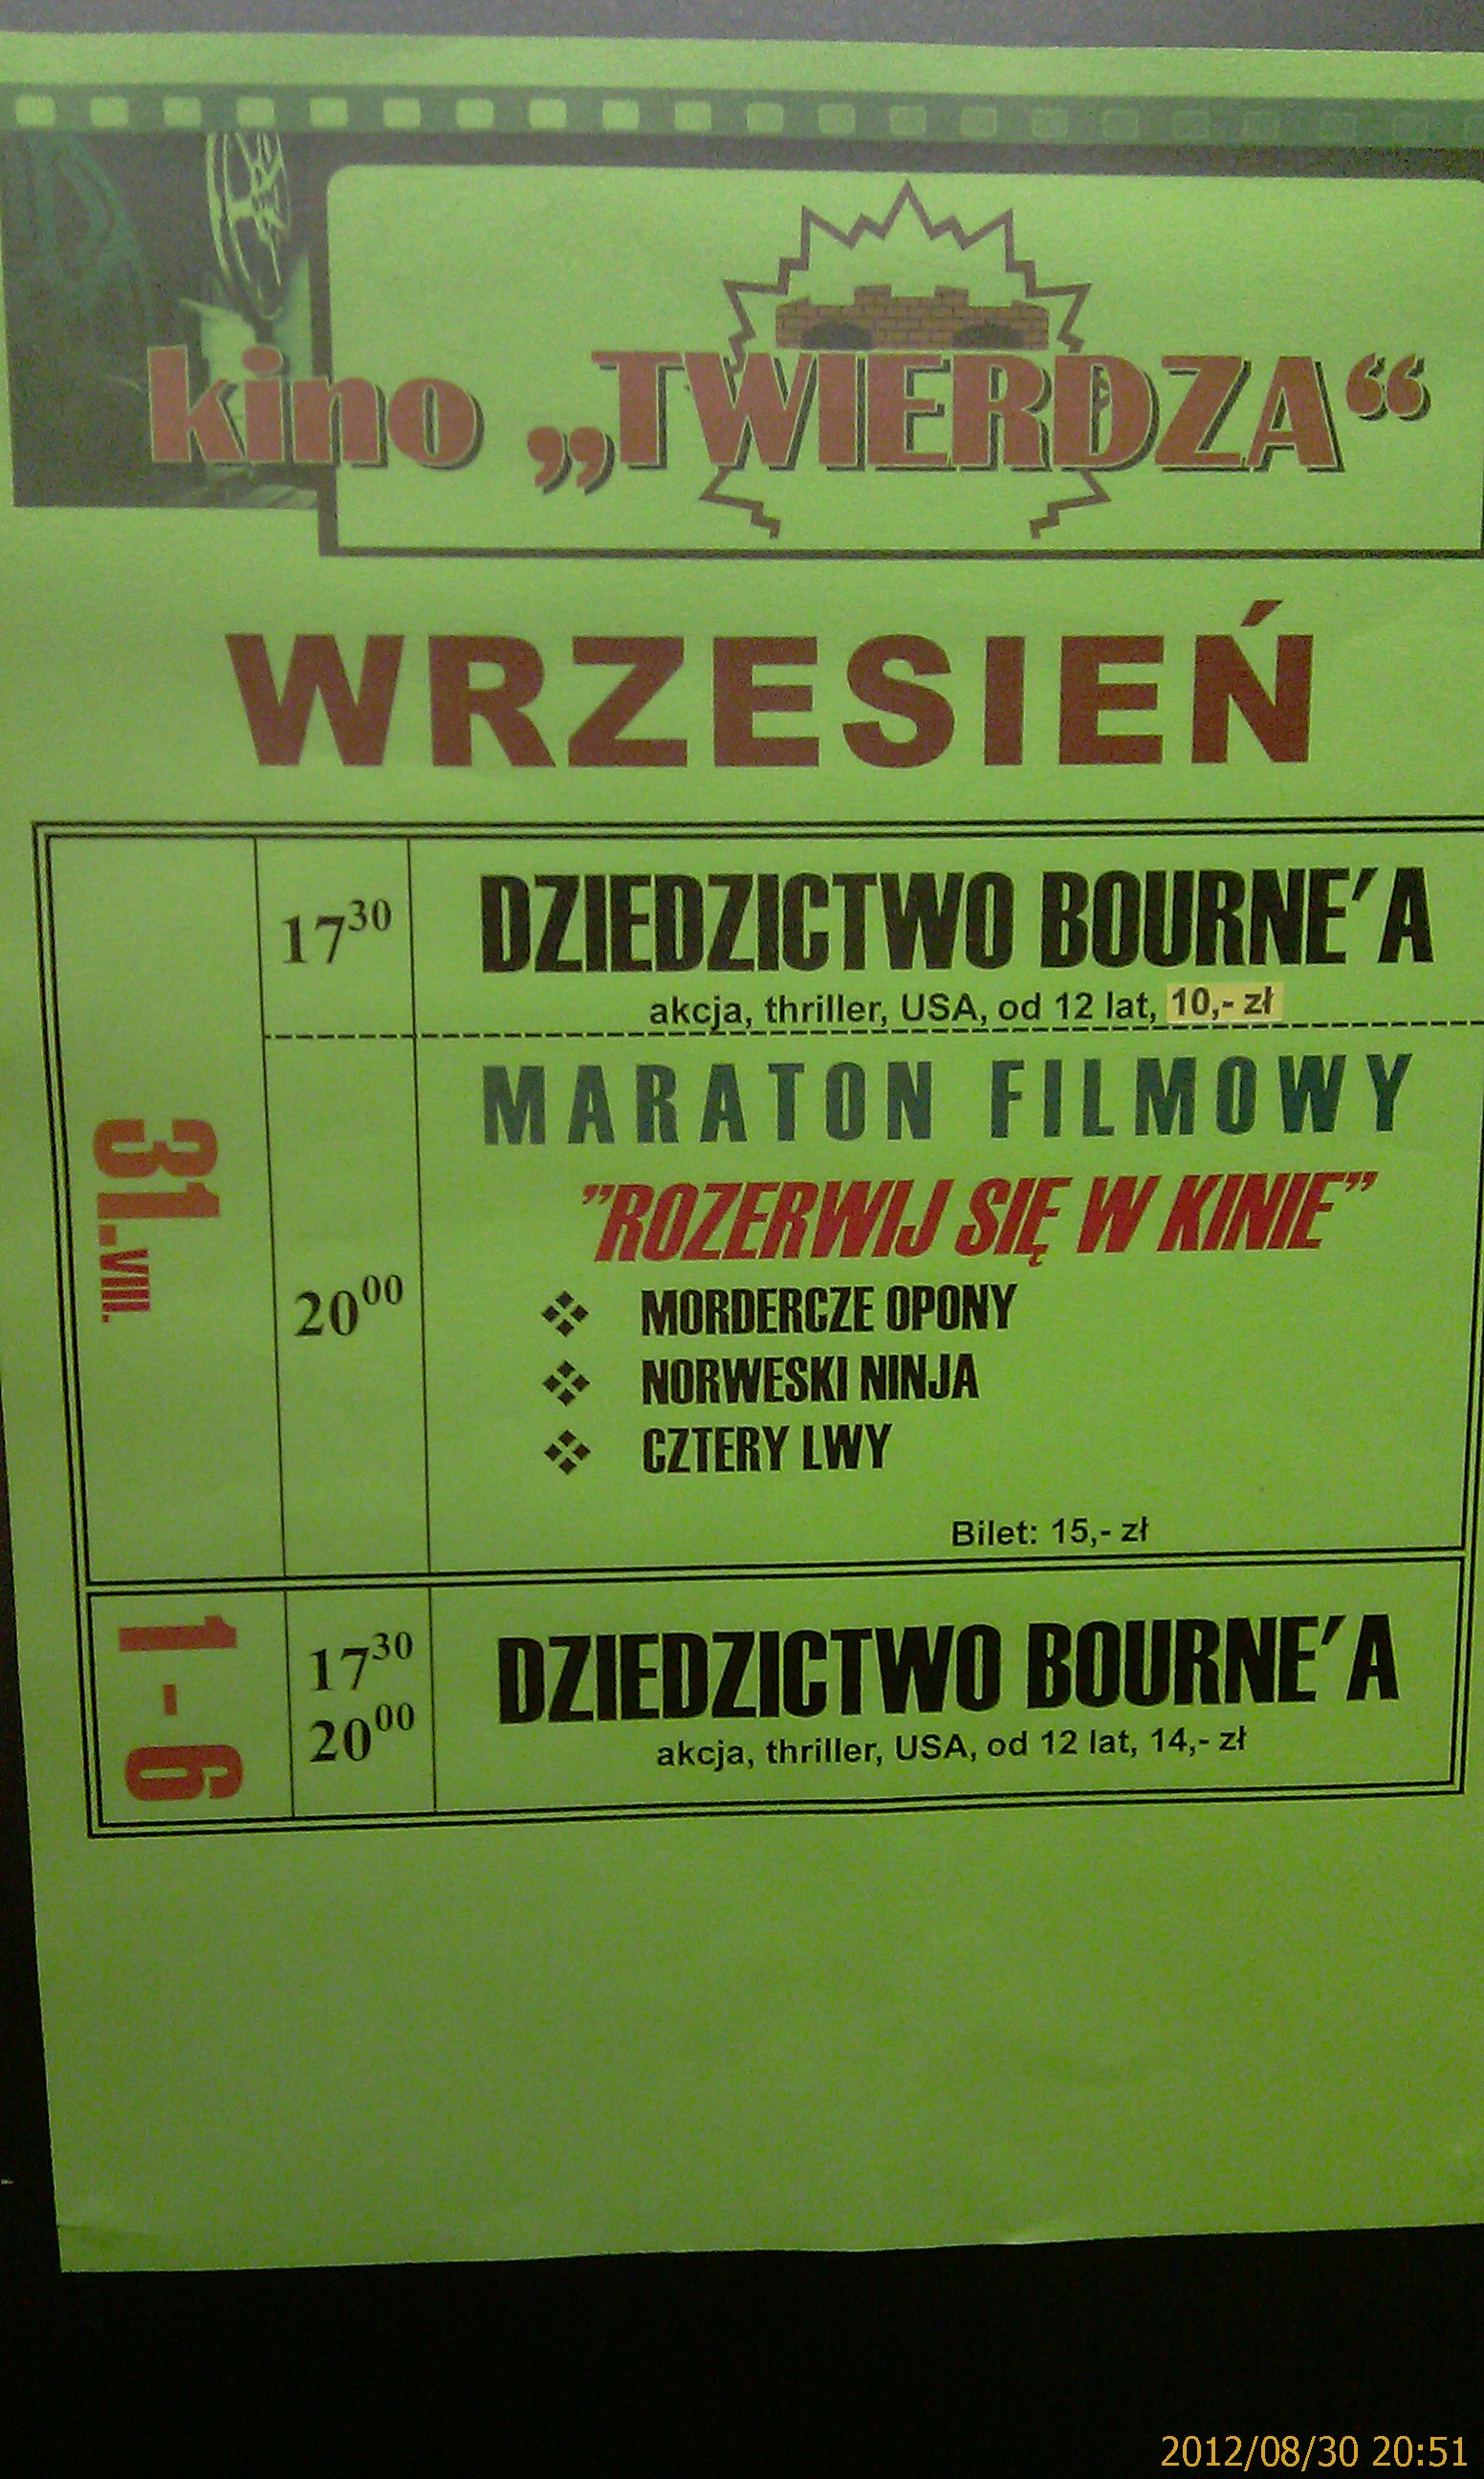 kino „TWIERDZA“
WRZESIEŃ
31.VIII.
17³⁰
DZIEDZICTWO BOURNE'A
akcja, thriller, USA, od 12 lat, 10,- zł
20⁰⁰
MARATON FILMOWY
"ROZERWIJ SIĘ W KINIE"
❖ MORDERCZE OPONY
❖ NORWESKI NINJA
❖ CZTERY LWY
Bilet: 15,- zł
1 - 6
17³⁰
20⁰⁰
DZIEDZICTWO BOURNE'A
akcja, thriller, USA, od 12 lat, 14,- zł
2012/08/30 20:51